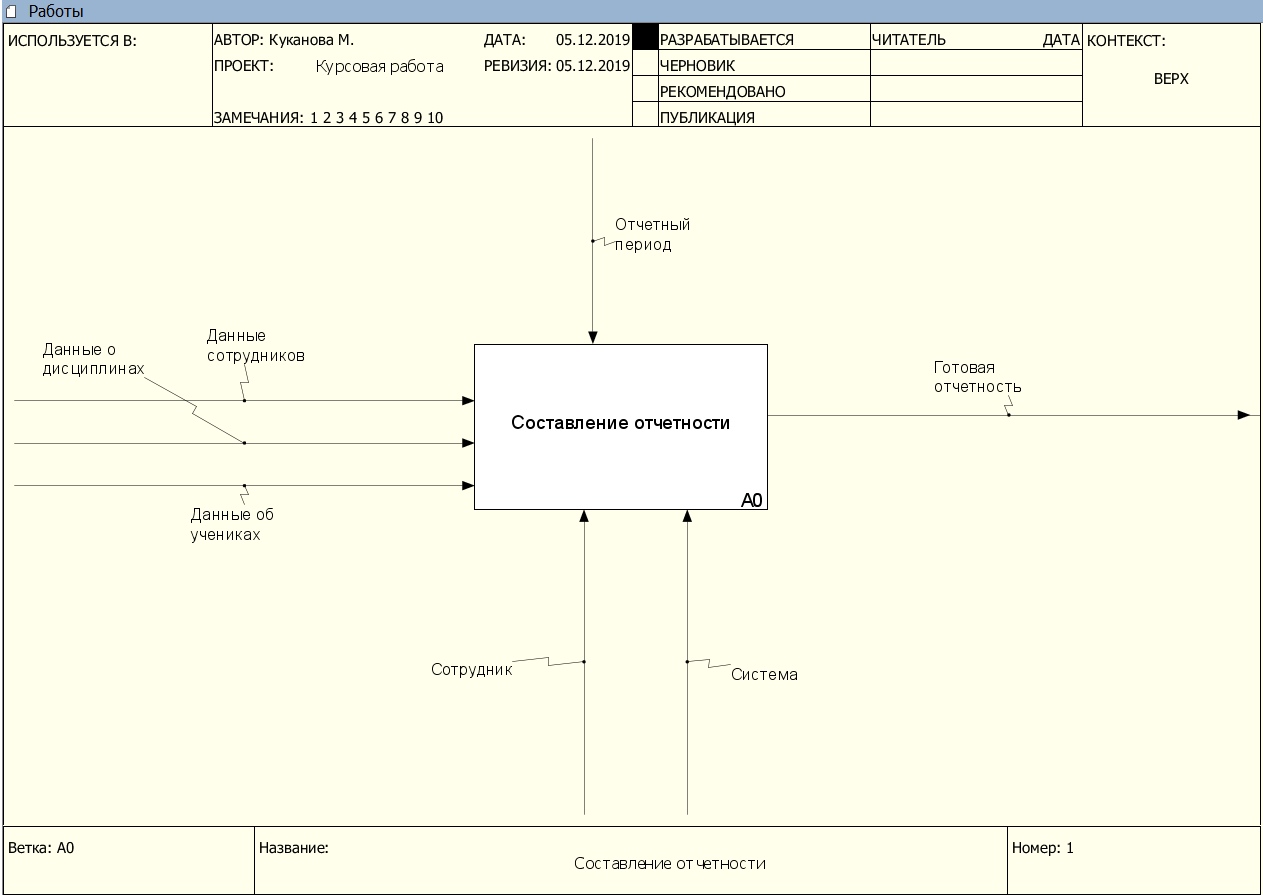 Работы
ИСПОЛЬЗУЕТСЯ В:
АВТОР: Куканова М.
ДАТА: 05.12.2019
ПРОЕКТ: Курсовая работа
РЕВИЗИЯ: 05.12.2019
ЗАМЕЧАНИЯ: 1 2 3 4 5 6 7 8 9 10
РАЗРАБАТЫВАЕТСЯ
ЧЕРНОВИК
РЕКОМЕНДОВАНО
ПУБЛИКАЦИЯ
ЧИТАТЕЛЬ ДАТА
КОНТЕКСТ:
ВЕРХ
Отчетный
период
Данные
сотрудников
Данные о
дисциплинах
Данные об
учениках
Составление отчетности
A0
Готовая
отчетность
Сотрудник
Система
Ветка: A0
Название:
Составление отчетности
Номер: 1